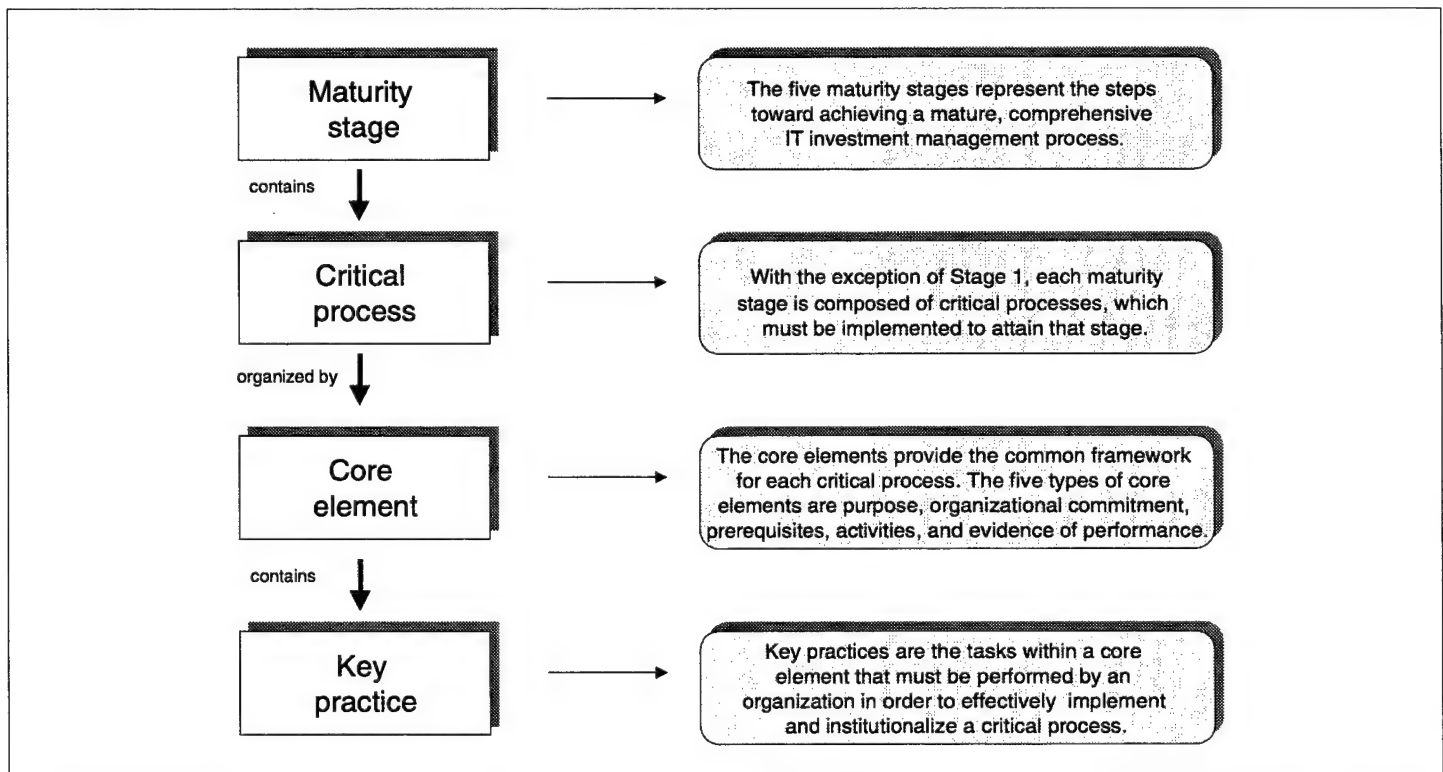 Maturity
stage
The five maturity stages represent the steps
toward achieving a mature, comprehensive
IT investment management process.
contains
Critical
process
With the exception of Stage 1, each maturity
stage is composed of critical processes, which
must be implemented to attain that stage.
organized by
Core
element
The core elements provide the common framework
for each critical process. The five types of core
elements are purpose, organizational commitment,
prerequisites, activities, and evidence of performance.
contains
Key
practice
Key practices are the tasks within a core
element that must be performed by an
organization in order to effectively implement
and institutionalize a critical process.